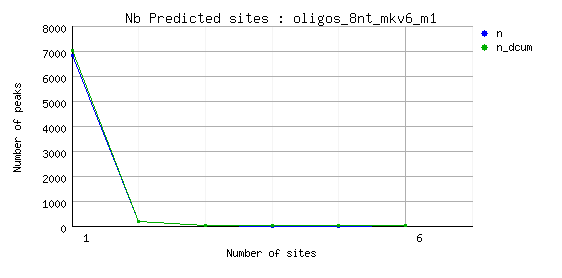 Nb Predicted sites : oligos_8nt_mkv6_m1
8000
7000
6000
5000
4000
3000
2000
1000
0
Number of peaks
1
6
Number of sites
n
n_dcum